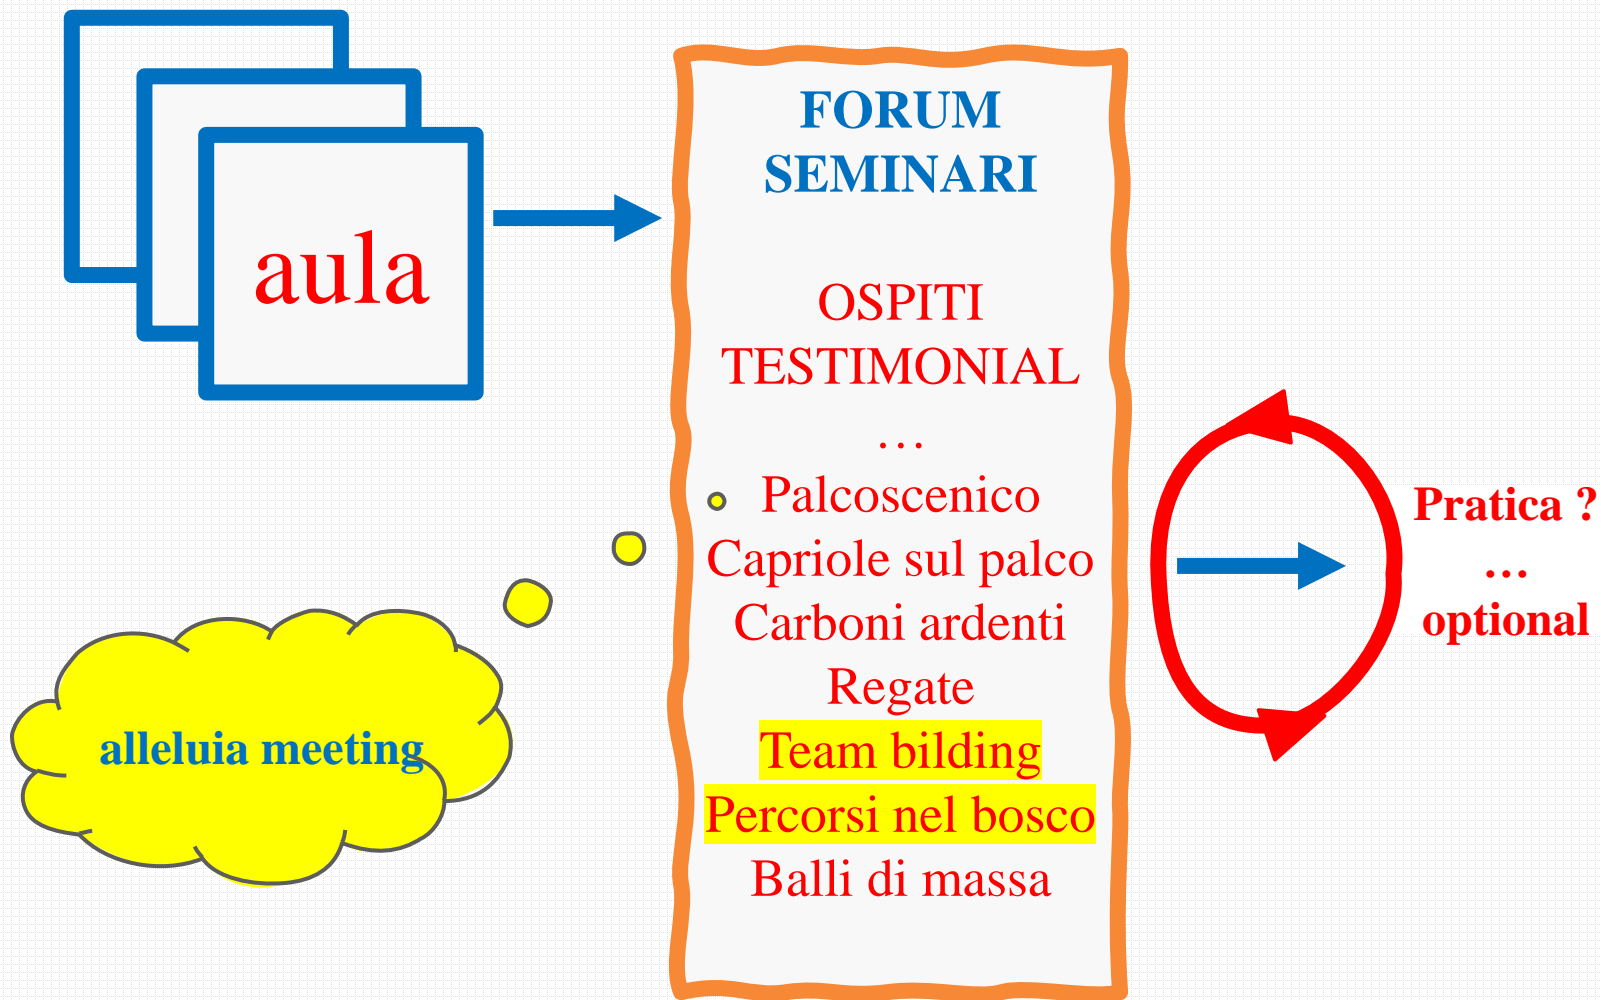 aula
FORUM
SEMINARI
OSPITI
TESTIMONIAL
…
Palcoscenico
Capriole sul palco
Carboni ardenti
Regate
Team bilding
Percorsi nel bosco
Balli di massa
alleluia meeting
Pratica ?
…
optional